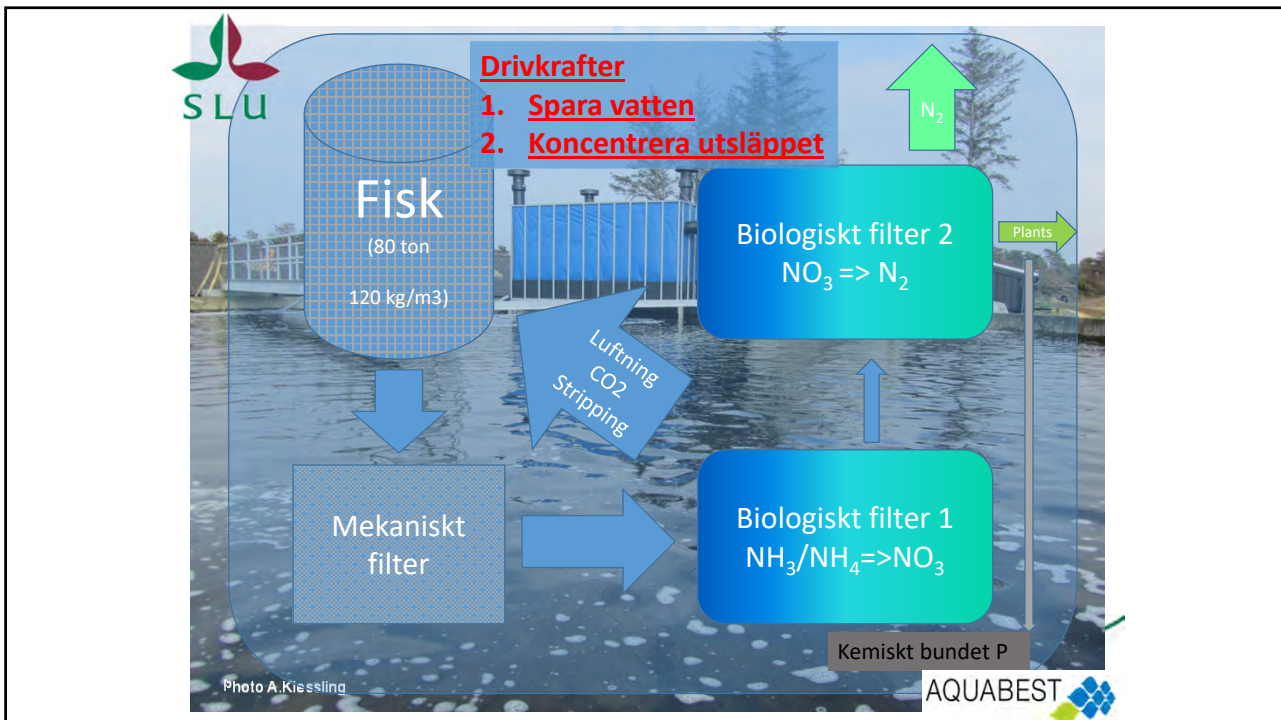 SLU
Drivkrafter
1. Spara vatten
2. Koncentrera utsläppet
N₂
Fisk
(80 ton
120 kg/m3)
Biologiskt filter 2
NO₃ => N₂
Plants
Luftning
CO2
Stripping
Mekaniskt
filter
Biologiskt filter 1
NH₃/NH₄=>NO₃
Kemiskt bundet P
Photo A.Kiessling
AQUABEST